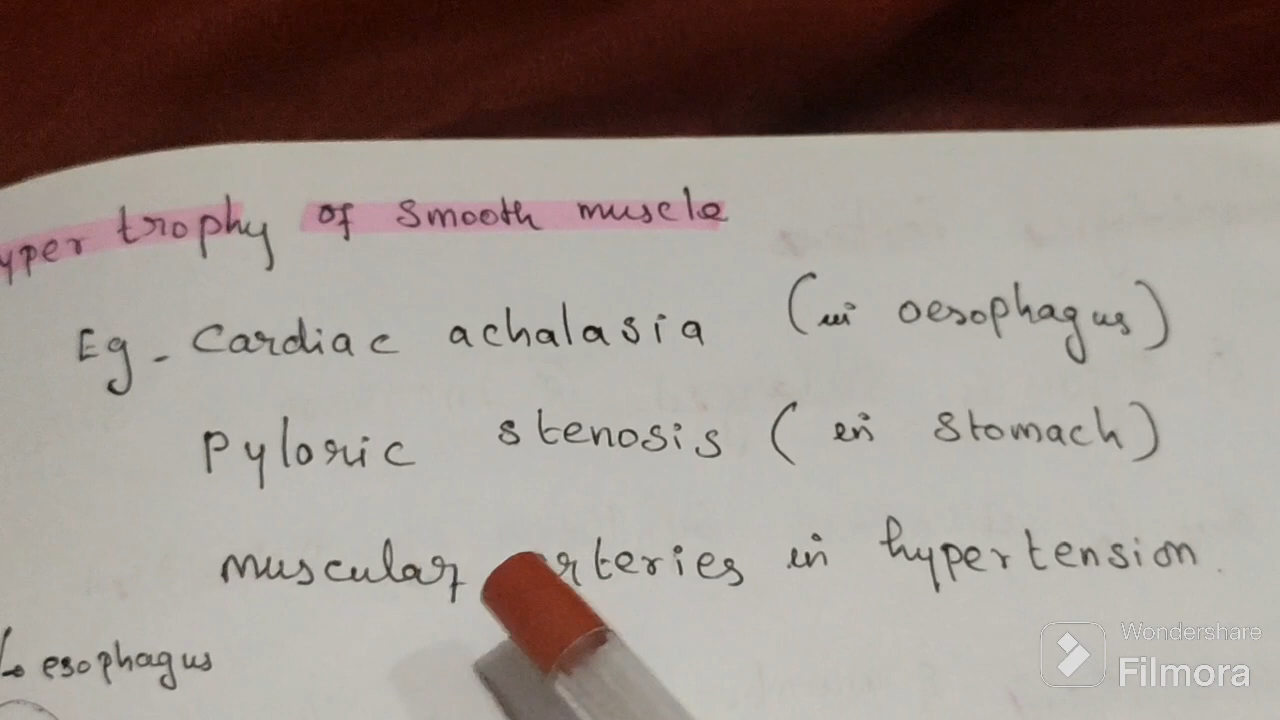 yper trophy of smooth muscle
Eg - Cardiac achalasia (in oesophagus)
Pyloric stenosis (in stomach)
muscular rteries in hypertension.
esophagus
Wondershare
Filmora